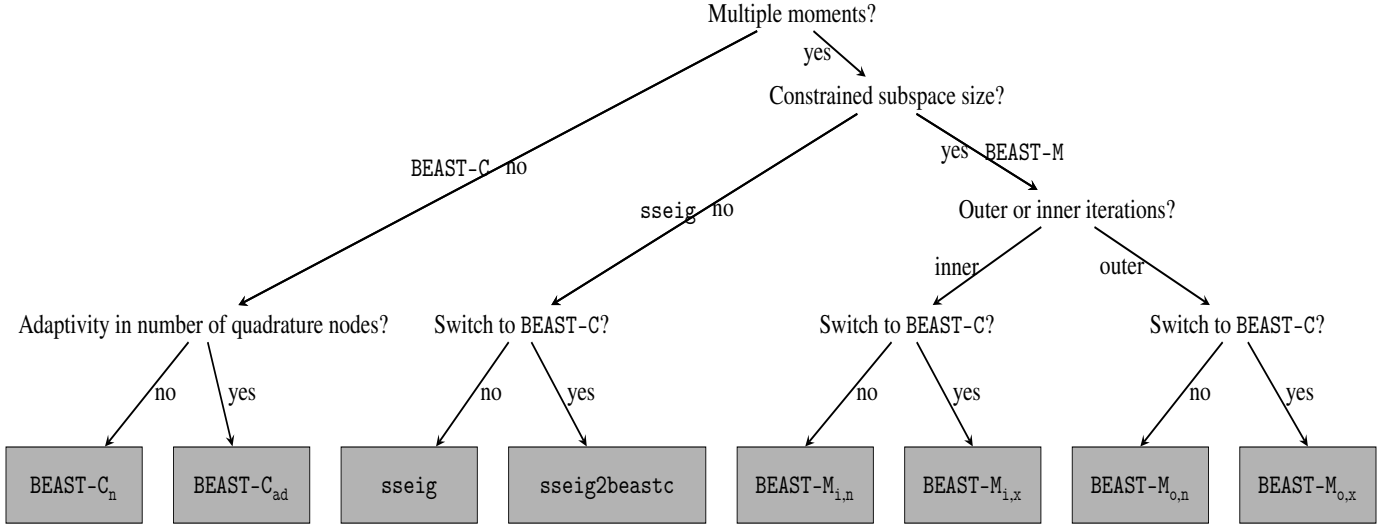 Multiple moments?
yes
Constrained subspace size?
BEAST-C no
sseig no
yes BEAST-M
Outer or inner iterations?
inner
outer
Adaptivity in number of quadrature nodes?
Switch to BEAST-C?
Switch to BEAST-C?
Switch to BEAST-C?
no
yes
no
yes
no
yes
no
yes
BEAST-Cn
BEAST-Cad
sseig
sseig2beastc
BEAST-Mi,n
BEAST-Mi,x
BEAST-Mo,n
BEAST-Mo,x